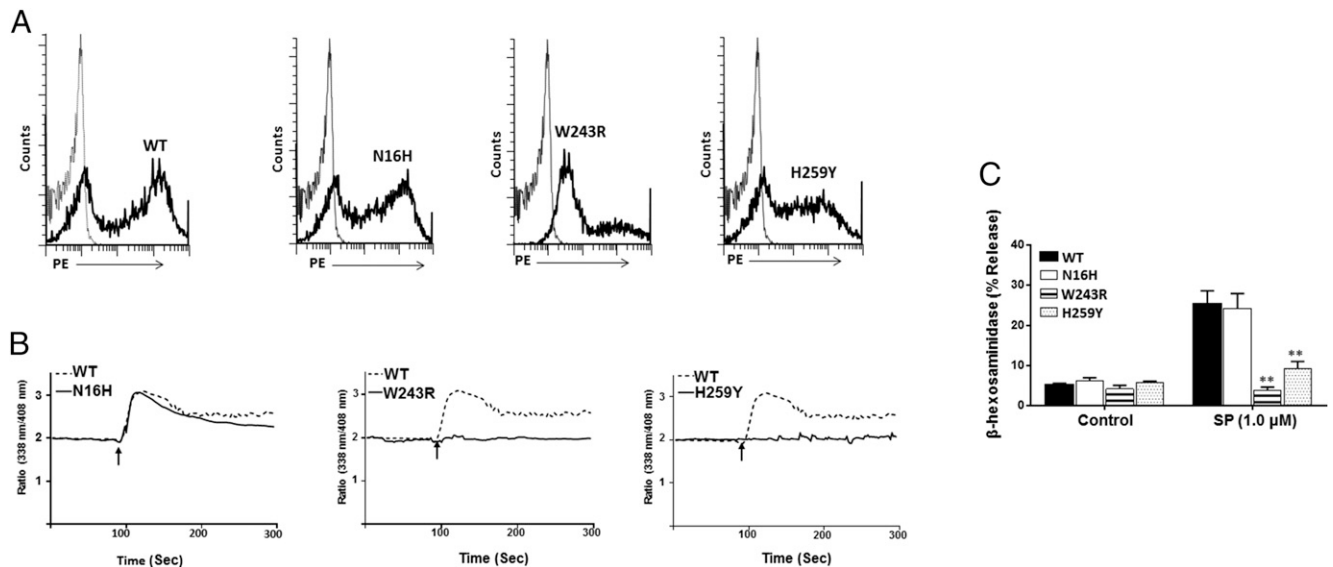 A
Counts
WT
PE
Counts
N16H
PE
Counts
W243R
PE
Counts
H259Y
PE
B
Ratio (338 nm/408 nm)
3
2
1
WT
N16H
100
200
300
Time (Sec)
Ratio (338 nm/408 nm)
3
2
1
WT
W243R
100
200
300
Time (Sec)
Ratio (338 nm/408 nm)
3
2
1
WT
H259Y
100
200
300
Time (Sec)
C
β-hexosaminidase (% Release)
40
30
20
10
0
WT
N16H
W243R
H259Y
**
**
Control
SP (1.0 μM)